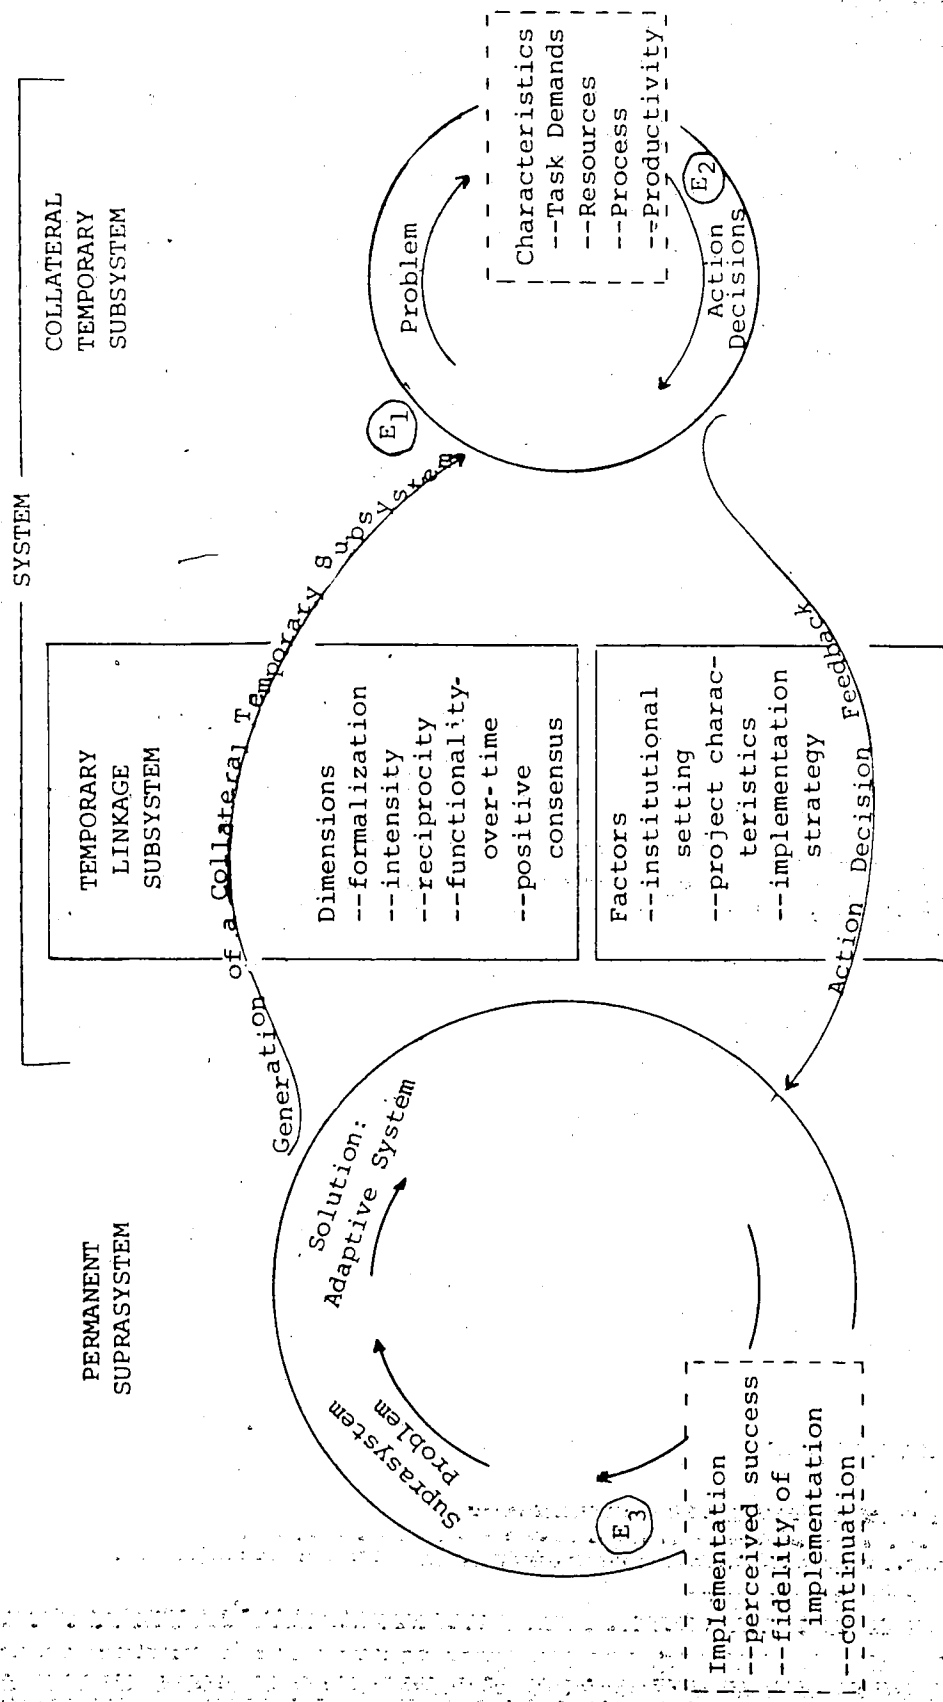 SYSTEM
PERMANENT
SUPRASYSTEM
TEMPORARY
LINKAGE
SUBSYSTEM
COLLATERAL
TEMPORARY
SUBSYSTEM
Generation of a Collateral Temporary Subsystem
E1
Suprasystem
Problem
Solution:
Adaptive System
Dimensions
--formalization
--intensity
--reciprocity
--functionality-
over-time
--positive
consensus
Problem
Characteristics
--Task Demands
--Resources
--Process
--Productivity
E2
Action
Decisions
Factors
--institutional
setting
--project charac-
teristics
--implementation
strategy
Action Decision Feedback
E3
Implementation
--perceived success
--fidelity of
implementation
--continuation